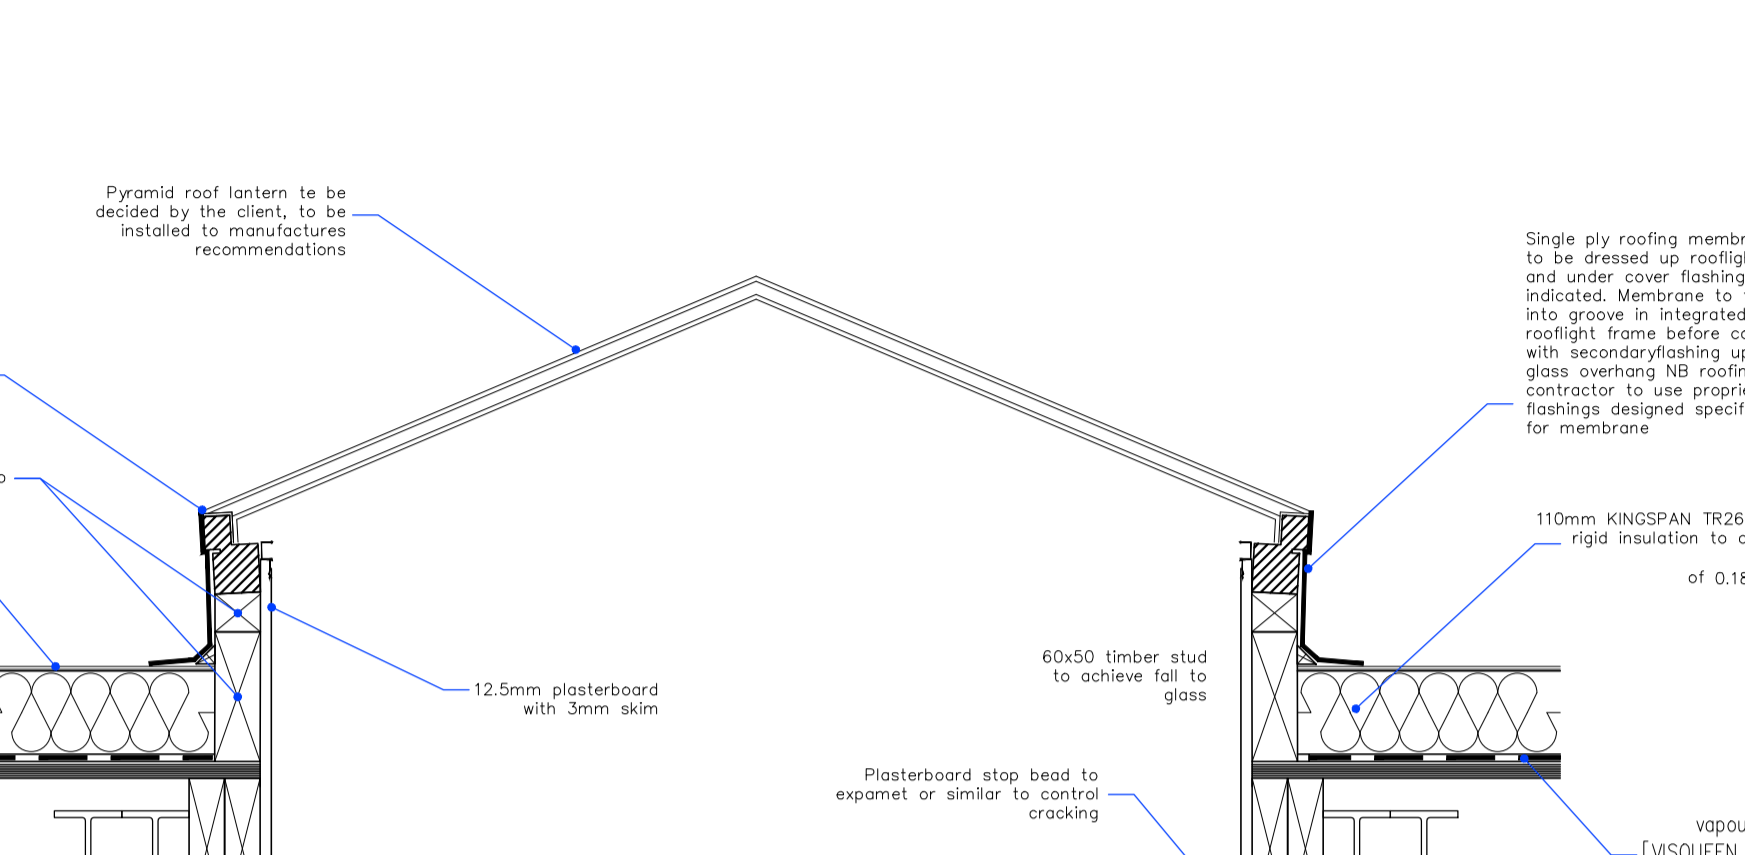 Pyramid roof lantern te be
decided by the client, to be
installed to manufactures
recommendations
Single ply roofing
to be dressed up
and under cover flashing
indicated. Membrane to
into groove in integrated
rooflight frame before
with secondaryflashing
glass overhang NB
contractor to use
flashings designed
for membrane
110mm KINGSPAN TR26
rigid insulation to
of
12.5mm plasterboard
with 3mm skim
60x50 timber stud
to achieve fall to
glass
Plasterboard stop bead to
expamet or similar to control
cracking